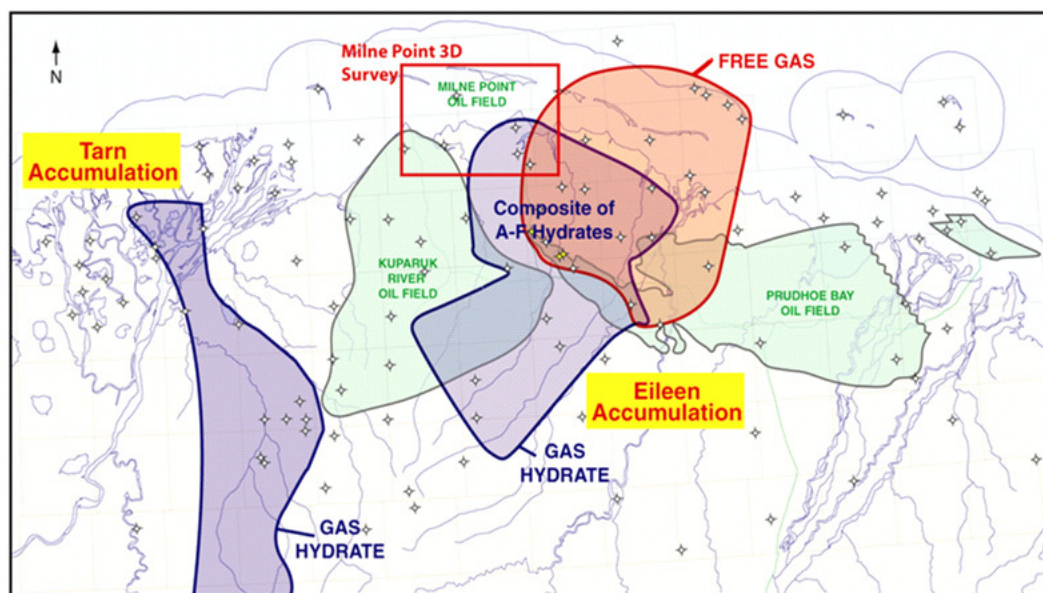 N
Milne Point 3D
Survey
FREE GAS
MILNE POINT
OIL FIELD
Tarn
Accumulation
Composite of
A-F Hydrates
KUPARUK
RIVER
OIL FIELD
PRUDHOE BAY
OIL FIELD
Eileen
Accumulation
GAS
HYDRATE
GAS
HYDRATE